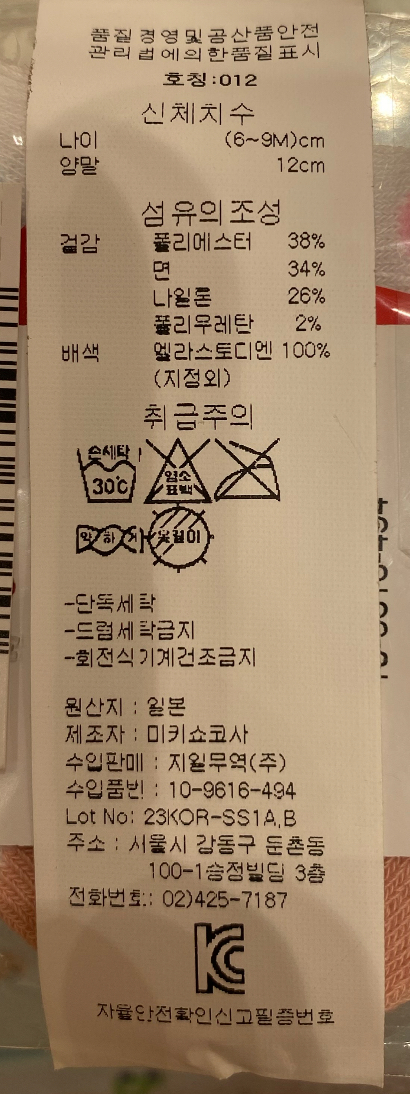 품질경영및공산품안전
관리법에의한품질표시
호칭:012
신체치수
나이 (6~9M)cm
양말 12cm
섬유의조성
겉감 폴리에스터 38%
면 34%
나일론 26%
폴리우레탄 2%
배색 엘라스토디엔 100%
(지정외)
취급주의
손세탁
30℃
염소
표백
약하게
옷걸이
-단독세탁
-드럼세탁금지
-회전식기계건조금지
원산지 : 일본
제조자 : 미키쇼코사
수입판매 : 지원무역(주)
수입품번 : 10-9616-494
Lot No: 23KOR-SS1A,B
주소 : 서울시 강동구 둔촌동
100-1승정빌딩 3층
전화번호: 02)425-7187
KC
자율안전확인신고필증번호